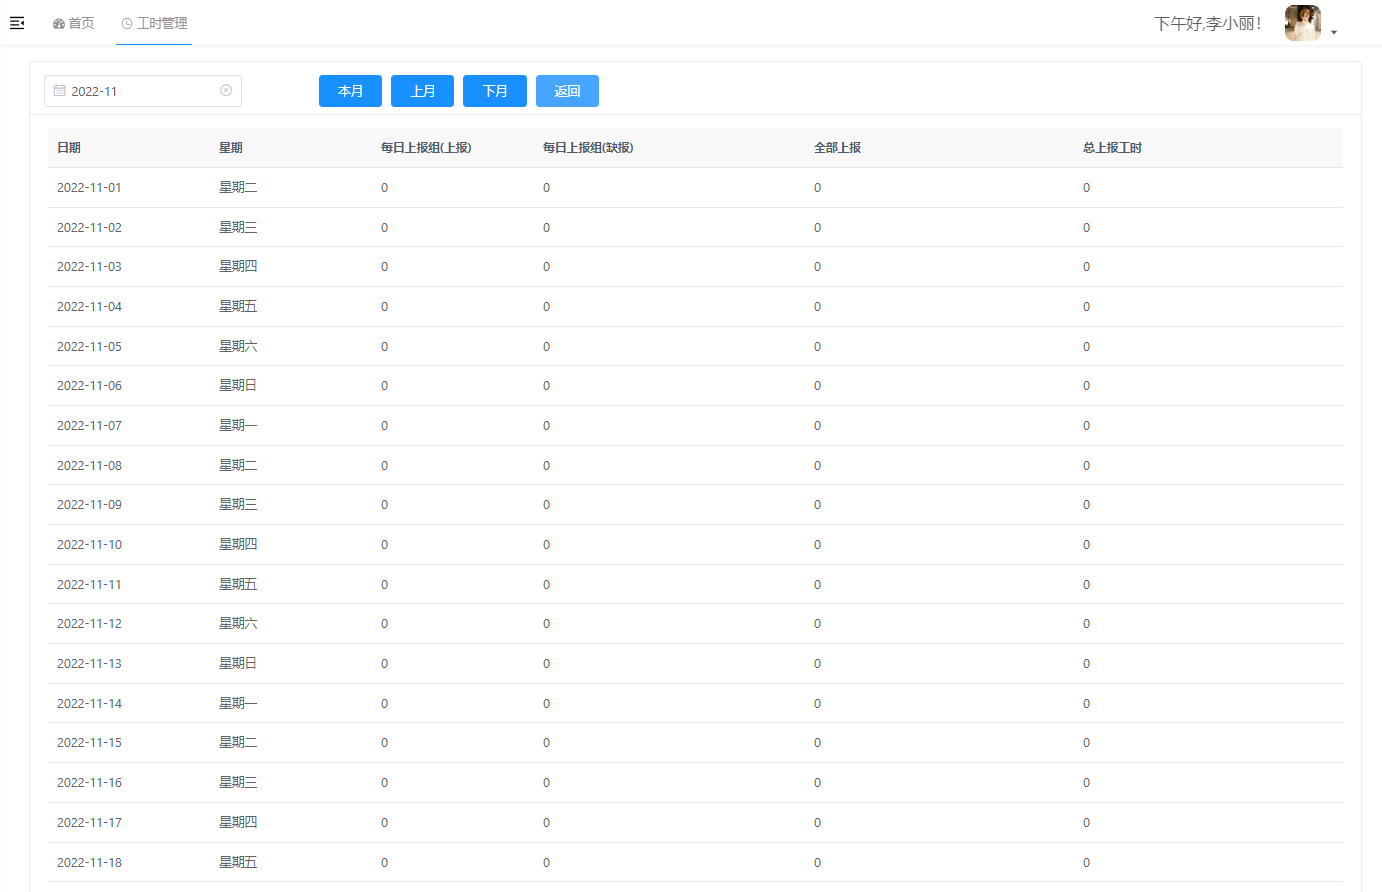 首页 工时管理 下午好,李小丽！
2022-11 本月 上月 下月 返回
日期 星期 每日上报组(上报) 每日上报组(缺报) 全部上报 总上报工时
2022-11-01 星期二 0 0 0 0
2022-11-02 星期三 0 0 0 0
2022-11-03 星期四 0 0 0 0
2022-11-04 星期五 0 0 0 0
2022-11-05 星期六 0 0 0 0
2022-11-06 星期日 0 0 0 0
2022-11-07 星期一 0 0 0 0
2022-11-08 星期二 0 0 0 0
2022-11-09 星期三 0 0 0 0
2022-11-10 星期四 0 0 0 0
2022-11-11 星期五 0 0 0 0
2022-11-12 星期六 0 0 0 0
2022-11-13 星期日 0 0 0 0
2022-11-14 星期一 0 0 0 0
2022-11-15 星期二 0 0 0 0
2022-11-16 星期三 0 0 0 0
2022-11-17 星期四 0 0 0 0
2022-11-18 星期五 0 0 0 0